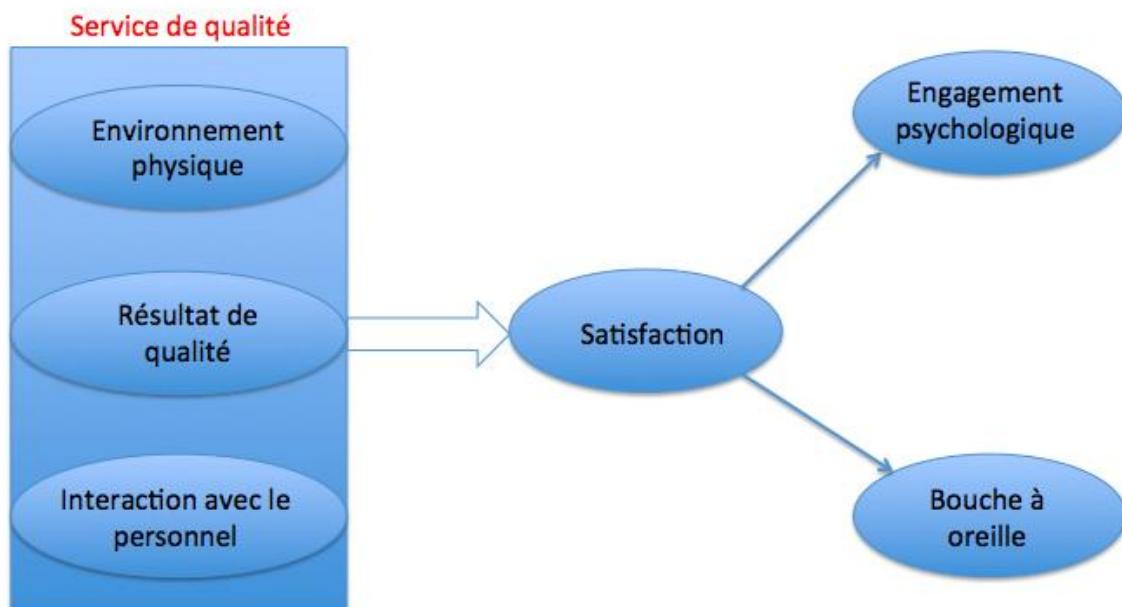 Service de qualité
Environnement
physique
Résultat de
qualité
Interaction avec le
personnel
Satisfaction
Engagement
psychologique
Bouche à
oreille